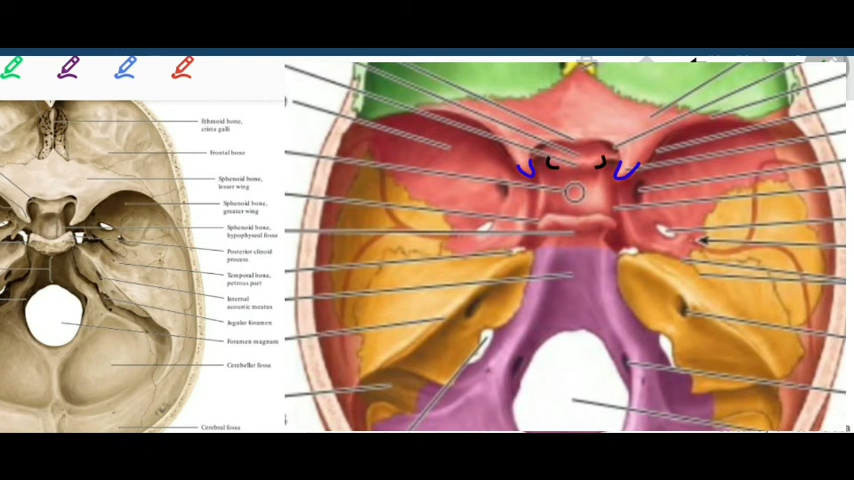 Ethmoid bone,
crista galli
Frontal bone
Sphenoid bone,
lesser wing
Sphenoid bone,
greater wing
Sphenoid bone,
hypophyseal fossa
Posterior clinoid
process
Temporal bone,
petrous part
Internal
acoustic meatus
Jugular foramen
Foramen magnum
Cerebellar fossa
Cerebral fossa